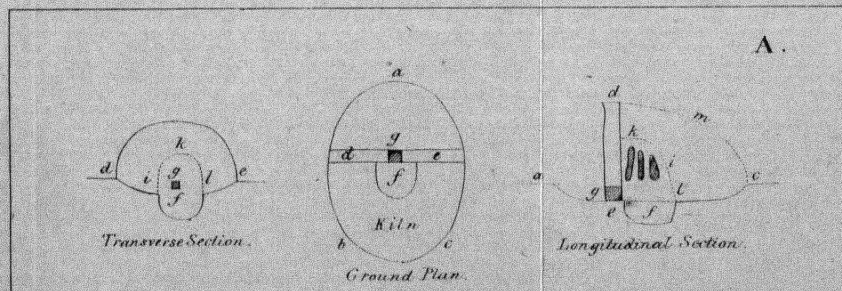 A.
a
d
k
m
k
g
d
e
g
d
e
i
g
l
i
c
f
f
a
g
l
e
f
Kiln
b
c
Transverse Section.
Ground Plan.
Longitudinal Section.